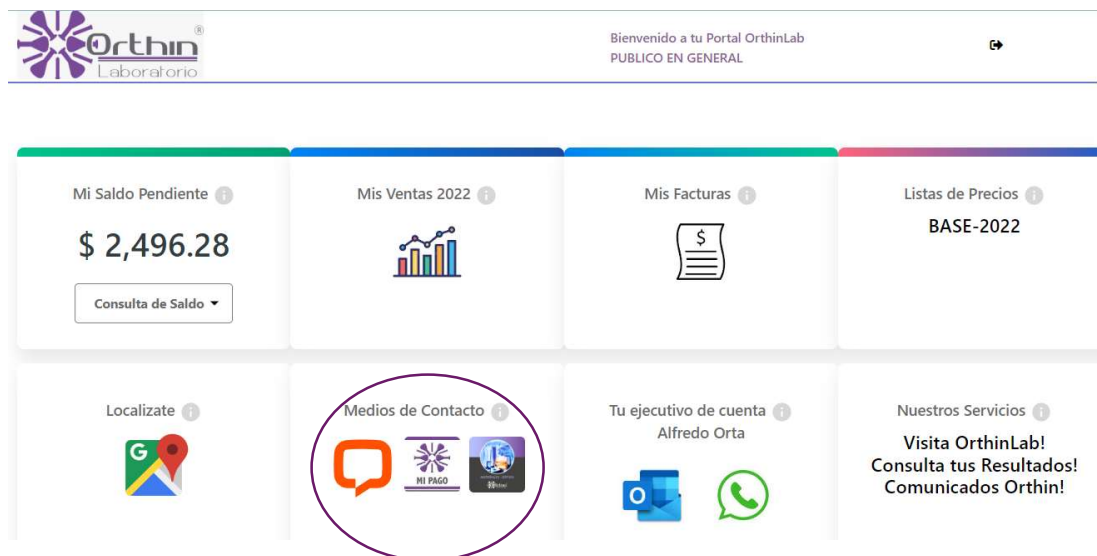 Orthin®
Laboratorio
Bienvenido a tu Portal OrthinLab
PUBLICO EN GENERAL
Mi Saldo Pendiente
$ 2,496.28
Consulta de Saldo
Mis Ventas 2022
Mis Facturas
$
Listas de Precios
BASE-2022
Localizate
G
Medios de Contacto
MI PAGO
Tu ejecutivo de cuenta
Alfredo Orta
O
Nuestros Servicios
Visita OrthinLab!
Consulta tus Resultados!
Comunicados Orthin!